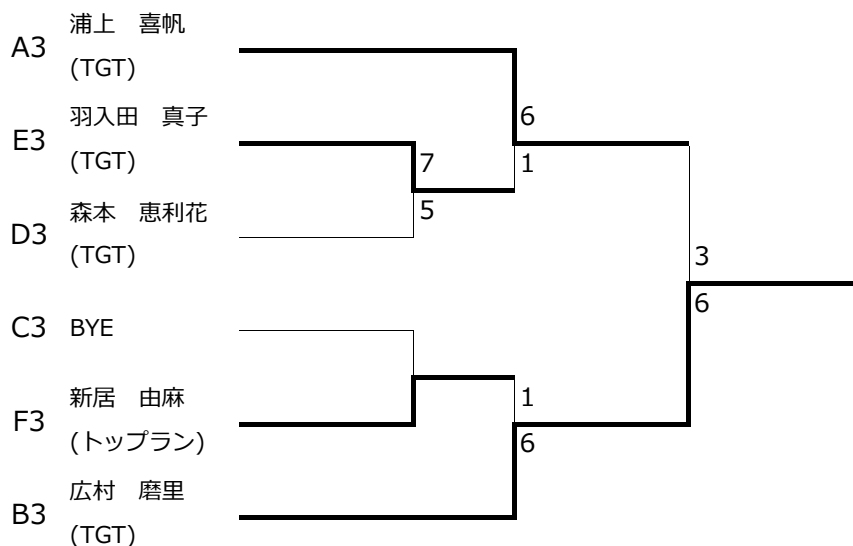 A3 浦上 喜帆
(TGT)
6
E3 羽入田 真子
(TGT)
7
1
D3 森本 恵利花
(TGT)
5
3
6
C3 BYE
F3 新居 由麻
(トップラン)
1
6
B3 広村 磨里
(TGT)